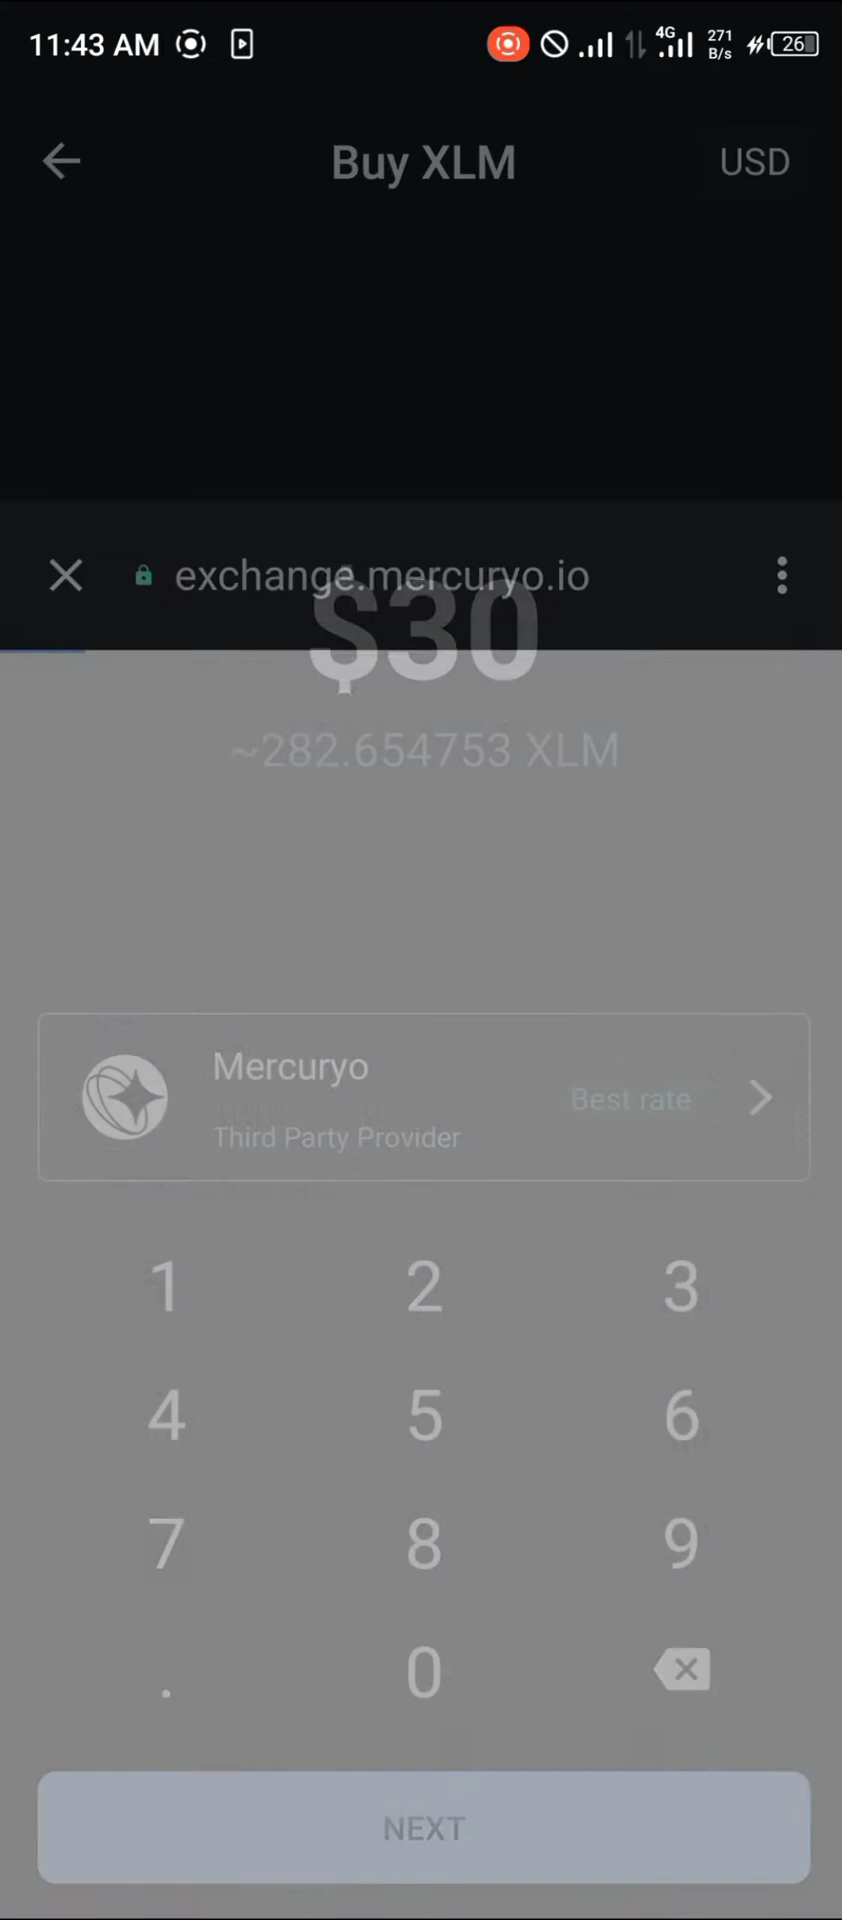 11:43 AM
4G
271
B/s
26
Buy XLM
USD
exchange.mercuryo.io
$30
~282.654753 XLM
Mercuryo
Best rate
Third Party Provider
1 2 3
4 5 6
7 8 9
. 0
NEXT